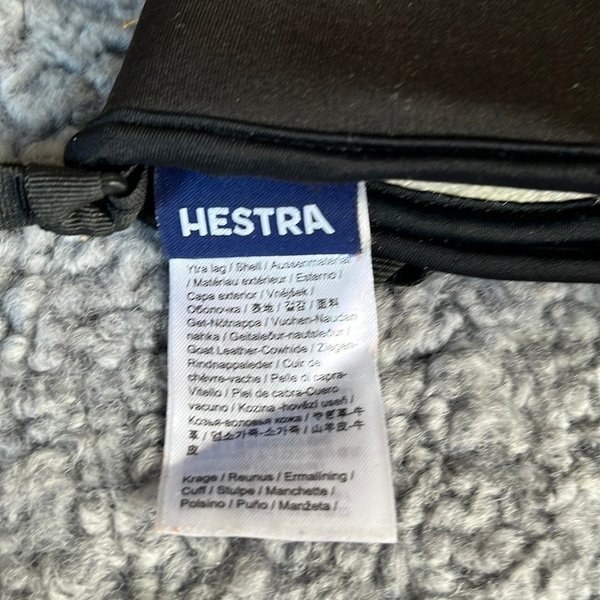 HESTRA
Ytra lag / Shell / Aussenmaterial
/ Matériau extérieur / Esterno /
Capa exterior / Vnějšek /
Оболочка / 表地 / 겉감 / 面料
Get-Nötnappa / Vuohen-Naudan
nahka / Geitaleður-nautsleður /
Goat Leather-Cowhide / Ziegen-
Rindnappaleder / Cuir de
chèvre-vache / Pelle di capra-
Vitello / Piel de cabra-Cuero
vacuno / Kozina -hovězí useň /
Козья-воловья кожа / やぎ革-牛
革 / 염소가죽-소가죽 / 山羊皮-牛
皮
Krage / Reunus / Ermalining /
Cuff / Stulpe / Manchette /
Polsino / Puño / Manžeta /